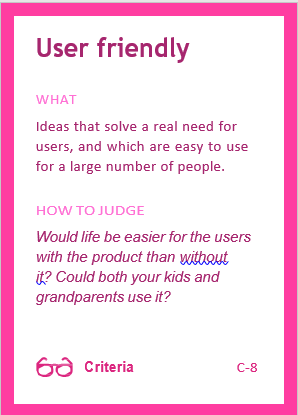 User friendly
WHAT
Ideas that solve a real need for
users, and which are easy to use
for a large number of people.
HOW TO JUDGE
Would life be easier for the users
with the product than without
it? Could both your kids and
grandparents use it?
Criteria C-8